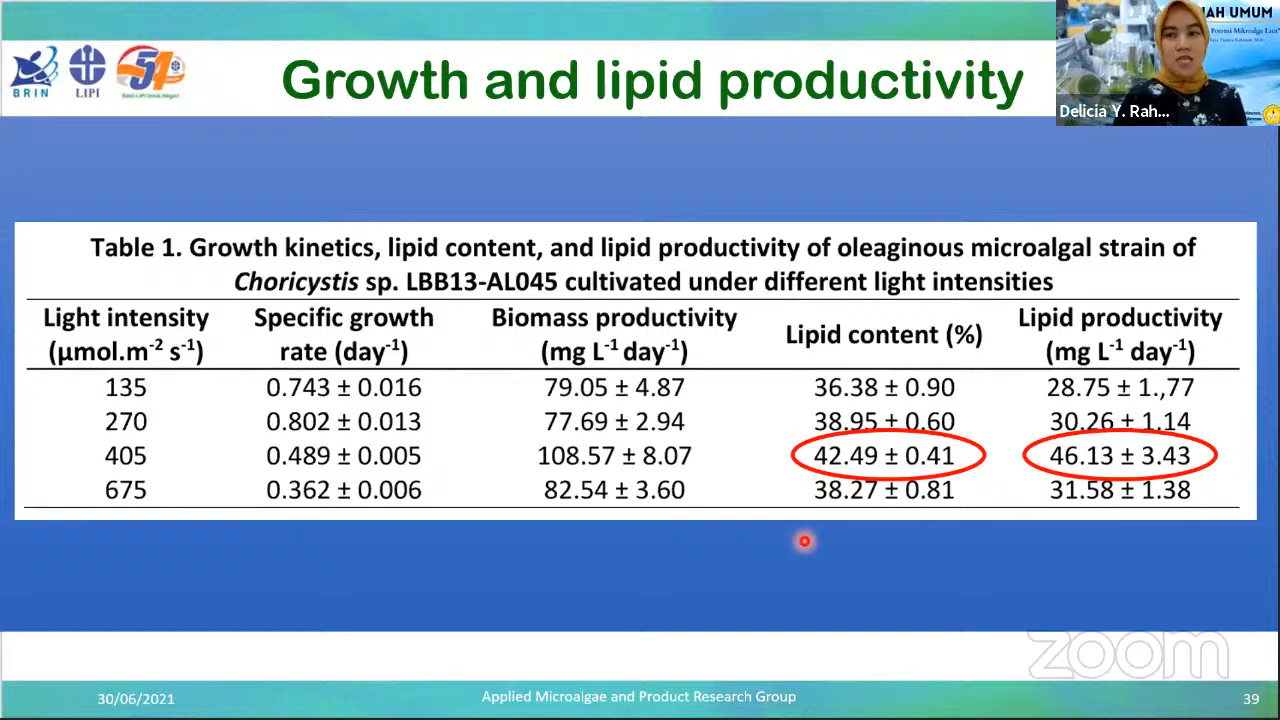 BRIN
LIPI
51
Growth and lipid productivity
IAH UMUM
Potensi Mikroalga Laut
Delicia Y. Rah...
Table 1. Growth kinetics, lipid content, and lipid productivity of oleaginous microalgal strain of
Choricystis sp. LBB13-AL045 cultivated under different light intensities
Light intensity (µmol.m-2 s-1) Specific growth rate (day-1) Biomass productivity (mg L-1 day-1) Lipid content (%) Lipid productivity (mg L-1 day-1)
135 0.743 ± 0.016 79.05 ± 4.87 36.38 ± 0.90 28.75 ± 1.,77
270 0.802 ± 0.013 77.69 ± 2.94 38.95 ± 0.60 30.26 ± 1.14
405 0.489 ± 0.005 108.57 ± 8.07 42.49 ± 0.41 46.13 ± 3.43
675 0.362 ± 0.006 82.54 ± 3.60 38.27 ± 0.81 31.58 ± 1.38
zoom
30/06/2021
Applied Microalgae and Product Research Group
39